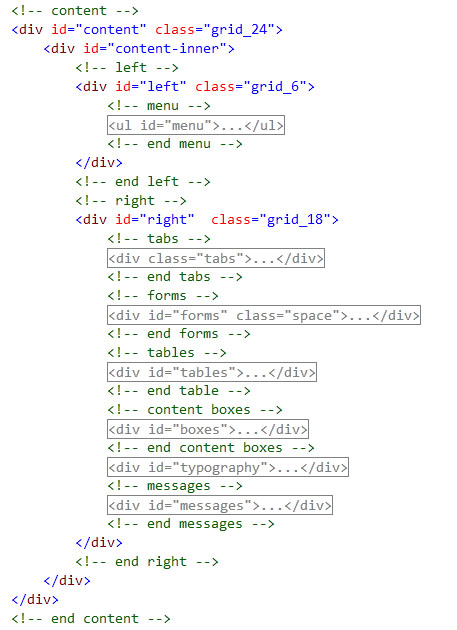 <!-- content -->
<div id="content" class="grid_24">
<div id="content-inner">
<!-- left -->
<div id="left" class="grid_6">
<!-- menu -->
<ul id="menu">...</ul>
<!-- end menu -->
</div>
<!-- end left -->
<!-- right -->
<div id="right"  class="grid_18">
<!-- tabs -->
<div class="tabs">...</div>
<!-- end tabs -->
<!-- forms -->
<div id="forms" class="space">...</div>
<!-- end forms -->
<!-- tables -->
<div id="tables">...</div>
<!-- end table -->
<!-- content boxes -->
<div id="boxes">...</div>
<!-- end content boxes -->
<div id="typography">...</div>
<!-- messages -->
<div id="messages">...</div>
<!-- end messages -->
</div>
<!-- end right -->
</div>
</div>
<!-- end content -->